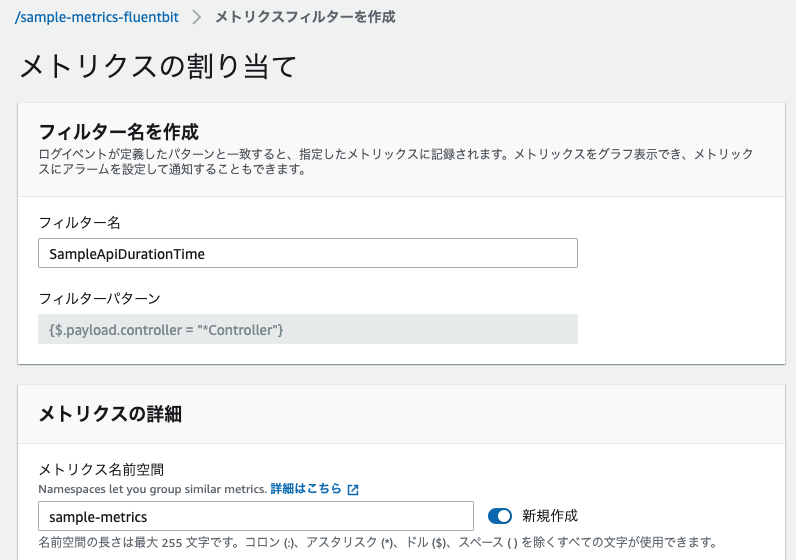 /sample-metrics-fluentbit > メトリクスフィルターを作成
メトリクスの割り当て
フィルター名を作成
ログイベントが定義したパターンと一致すると、指定したメトリックスに記録されます。メトリックスをグラフ表示でき、メトリック
スにアラームを設定して通知することもできます。
フィルター名
SampleApiDurationTime
フィルターパターン
{$.payload.controller = "*Controller"}
メトリクスの詳細
メトリクス名前空間
Namespaces let you group similar metrics. 詳細はこちら
sample-metrics 新規作成
名前空間の長さは最大 255 文字です。コロン (:)、アスタリスク (*)、ドル ($)、スペース ( ) を除くすべての文字が使用できます。